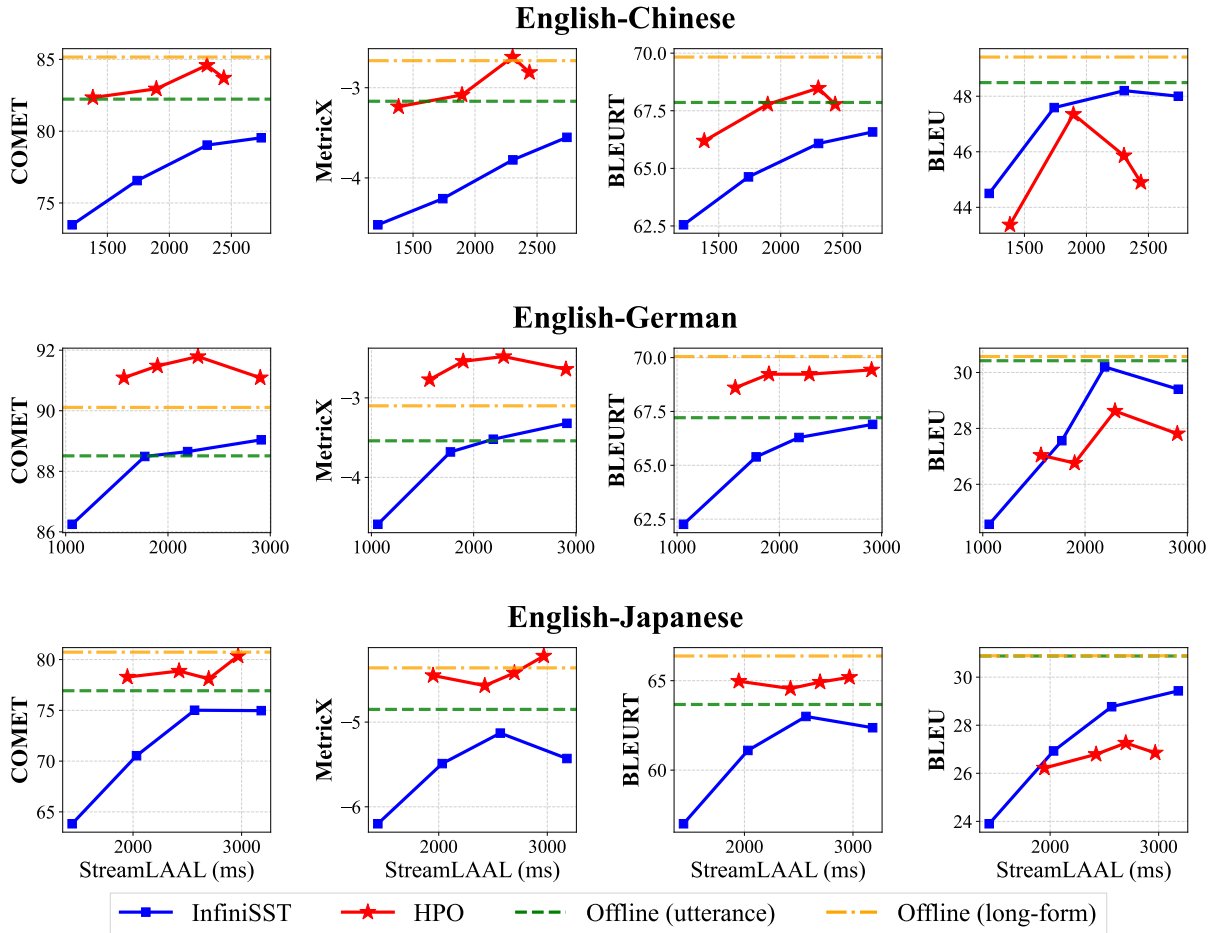 English-Chinese
COMET
85
80
75
1500 2000 2500
MetricX
−3
−4
1500 2000 2500
BLEURT
70.0
67.5
65.0
62.5
1500 2000 2500
BLEU
48
46
44
1500 2000 2500
English-German
COMET
92
90
88
86
1000 2000 3000
MetricX
−3
−4
1000 2000 3000
BLEURT
70.0
67.5
65.0
62.5
1000 2000 3000
BLEU
30
28
26
1000 2000 3000
English-Japanese
COMET
80
75
70
65
2000 3000
StreamLAAL (ms)
MetricX
−5
−6
2000 3000
StreamLAAL (ms)
BLEURT
65
60
2000 3000
StreamLAAL (ms)
BLEU
30
28
26
24
2000 3000
StreamLAAL (ms)
InfiniSST HPO Offline (utterance) Offline (long-form)